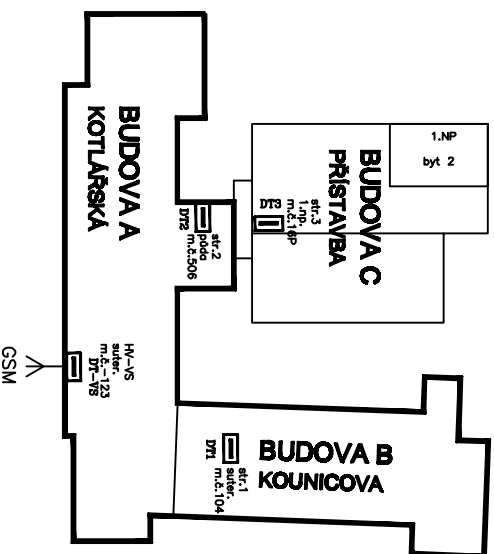 1.NP
byt 2
BUDOVA C
PŘÍSTAVBA
str.3
1.np.
m.č.16P
DT3
BUDOVA A
KOTLÁŘSKÁ
str.2
půda
m.č.506
DT2
HV-VS
suter.
m.č.-123
DT-VS
GSM
BUDOVA B
KOUNICOVA
str.1
suter.
m.č.104
DT1